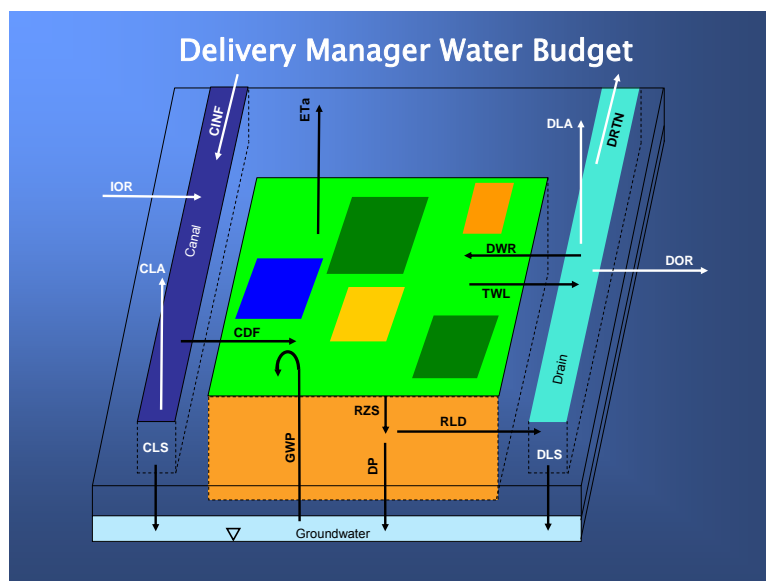 Delivery Manager Water Budget
CINF
ETa
DLA
DRTN
IOR
Canal
DWR
DOR
CLA
TWL
CDF
Drain
RZS
RLD
CLS
GWP
DP
DLS
Groundwater